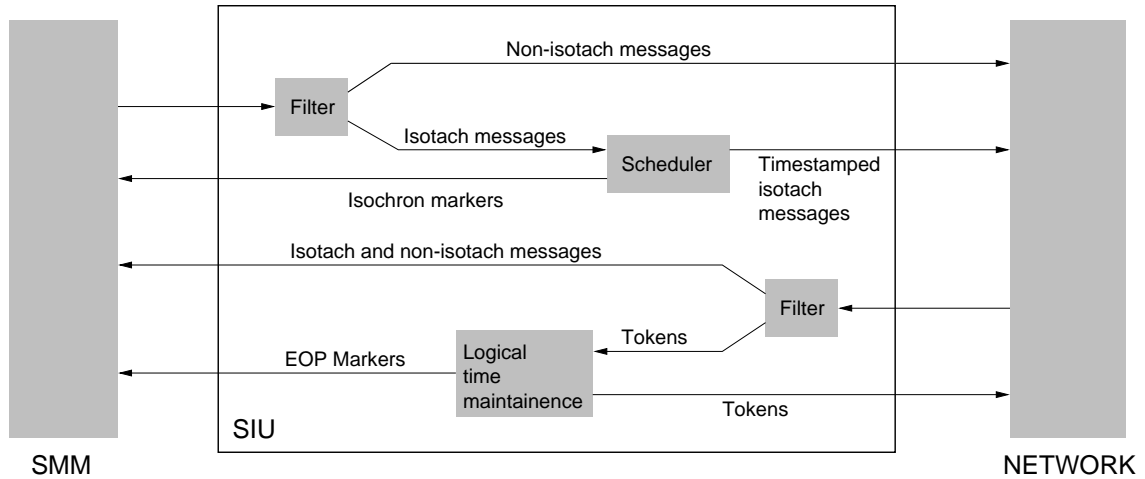 Non-isotach messages
Filter
Isotach messages
Scheduler
Timestamped
isotach
messages
Isochron markers
Isotach and non-isotach messages
Filter
Tokens
EOP Markers
Logical
time
maintainence
Tokens
SIU
SMM
NETWORK